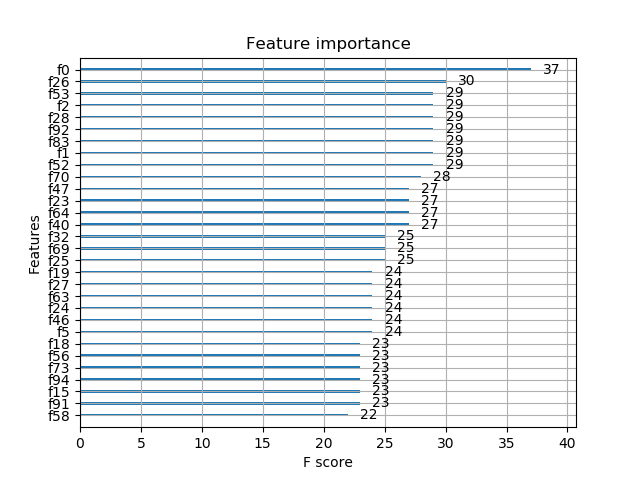 Feature importance
f0 37
f26 30
f53 29
f2 29
f28 29
f92 29
f83 29
f1 29
f52 29
f70 28
f47 27
f23 27
f64 27
f40 27
f32 25
f69 25
f25 25
f19 24
f27 24
f63 24
f24 24
f46 24
f5 24
f18 23
f56 23
f73 23
f94 23
f15 23
f91 23
f58 22
0 5 10 15 20 25 30 35 40
F score
Features